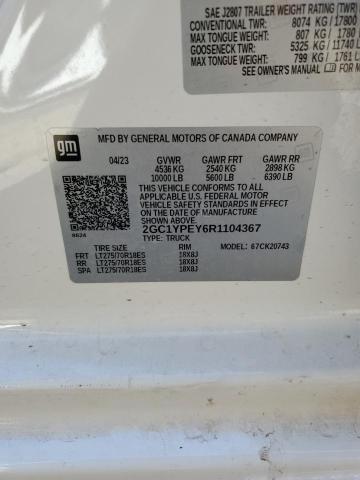 SAE J2807 TRAILER WEIGHT RATING (TWR)
CONVENTIONAL TWR: 8074 KG / 17800
MAX TONGUE WEIGHT: 807 KG / 1780
GOOSENECK TWR: 5325 KG / 11740
MAX TONGUE WEIGHT: 799 KG / 1761 L
SEE OWNER'S MANUAL FOR
gm
MFD BY GENERAL MOTORS OF CANADA COMPANY
04/23 GVWR GAWR FRT GAWR RR
4536 KG 2540 KG 2898 KG
10000 LB 5600 LB 6390 LB
THIS VEHICLE CONFORMS TO ALL
APPLICABLE U.S. FEDERAL MOTOR
VEHICLE SAFETY STANDARDS IN
EFFECT ON THE DATE OF MANUFACTURE
SHOWN ABOVE.
2GC1YPEY6R1104367
TYPE: TRUCK 67CK20743
TIRE SIZE RIM
FRT LT275/70R18ES 18X8J
RR LT275/70R18ES 18X8J
SPA LT275/70R18ES 18X8J
8624